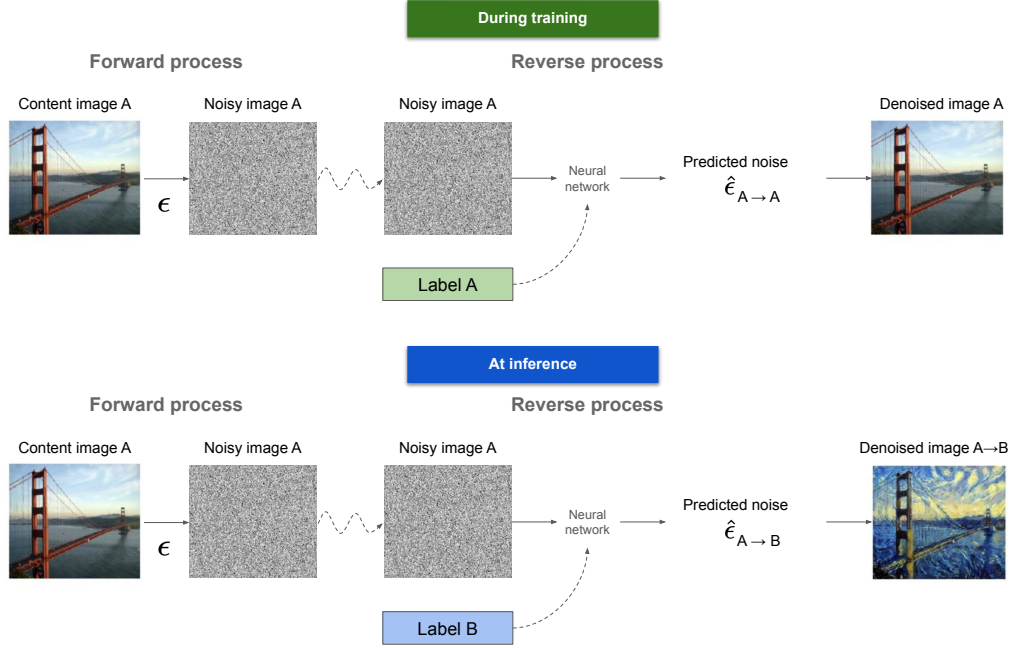 During training
Forward process
Reverse process
Content image A
Noisy image A
Noisy image A
Denoised image A
ϵ
Neural
network
Predicted noise
ϵ̂ A → A
Label A
At inference
Forward process
Reverse process
Content image A
Noisy image A
Noisy image A
Denoised image A→B
ϵ
Neural
network
Predicted noise
ϵ̂ A → B
Label B